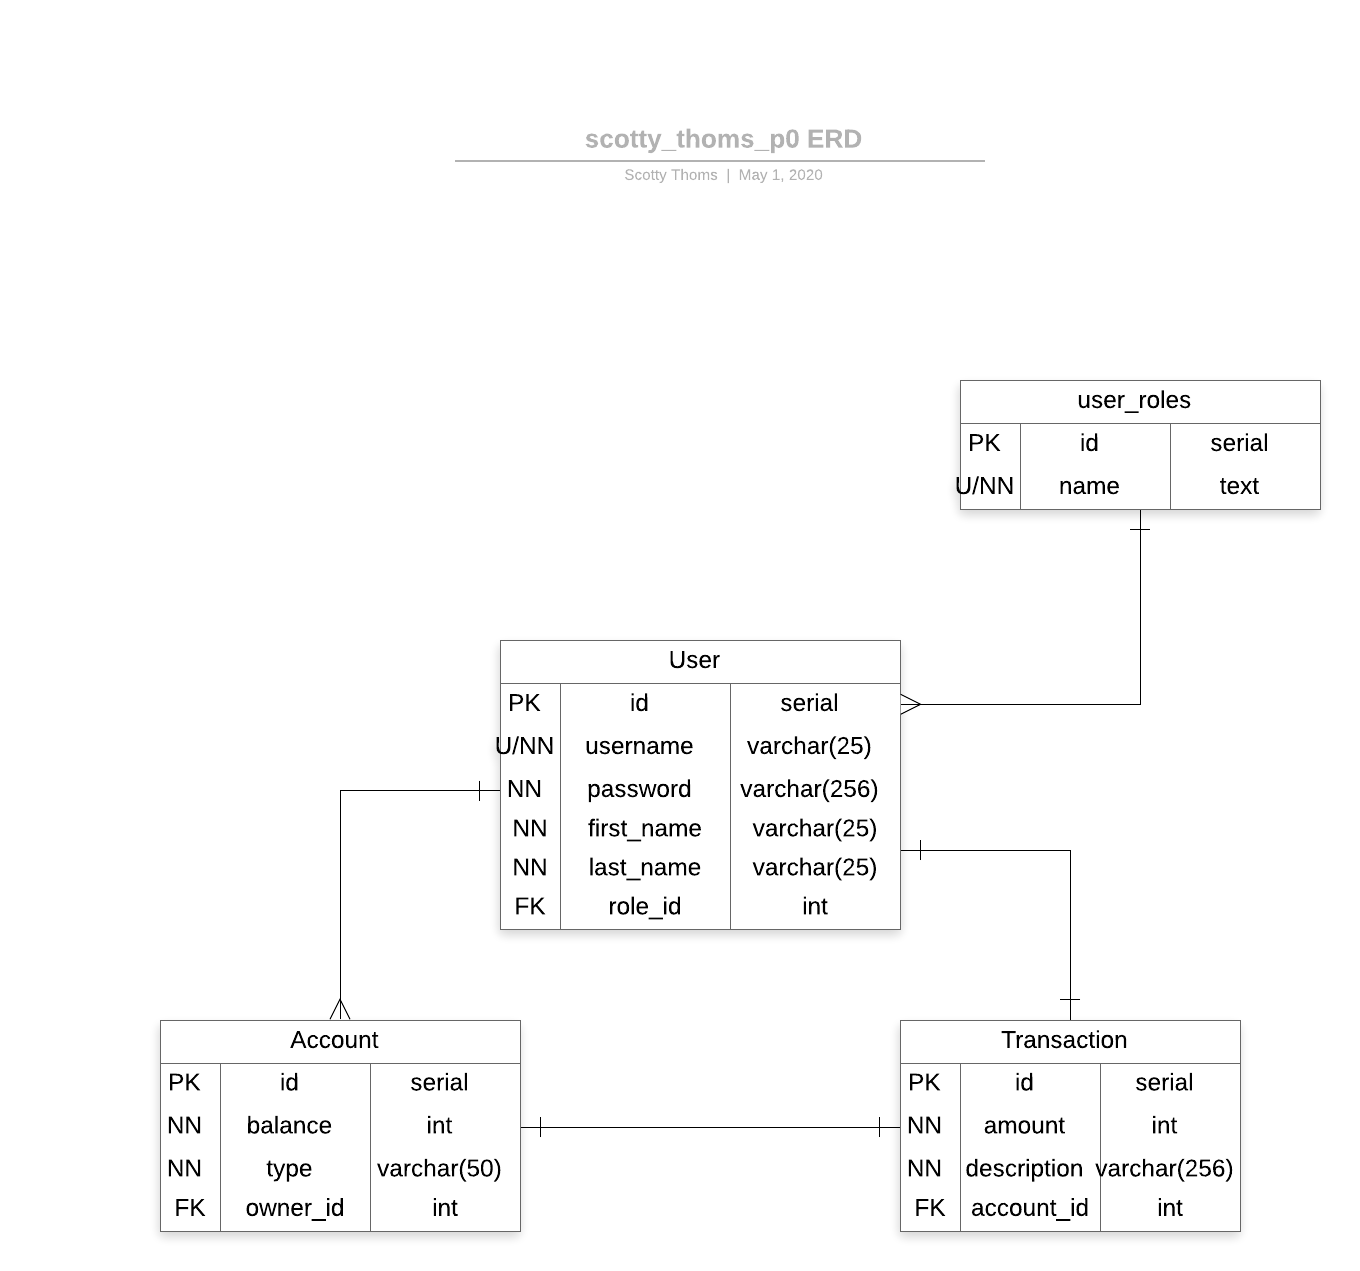 scotty_thoms_p0 ERD
Scotty Thoms | May 1, 2020
user_roles
PK id serial
U/NN name text
User
PK id serial
U/NN username varchar(25)
NN password varchar(256)
NN first_name varchar(25)
NN last_name varchar(25)
FK role_id int
Account
PK id serial
NN balance int
NN type varchar(50)
FK owner_id int
Transaction
PK id serial
NN amount int
NN description varchar(256)
FK account_id int